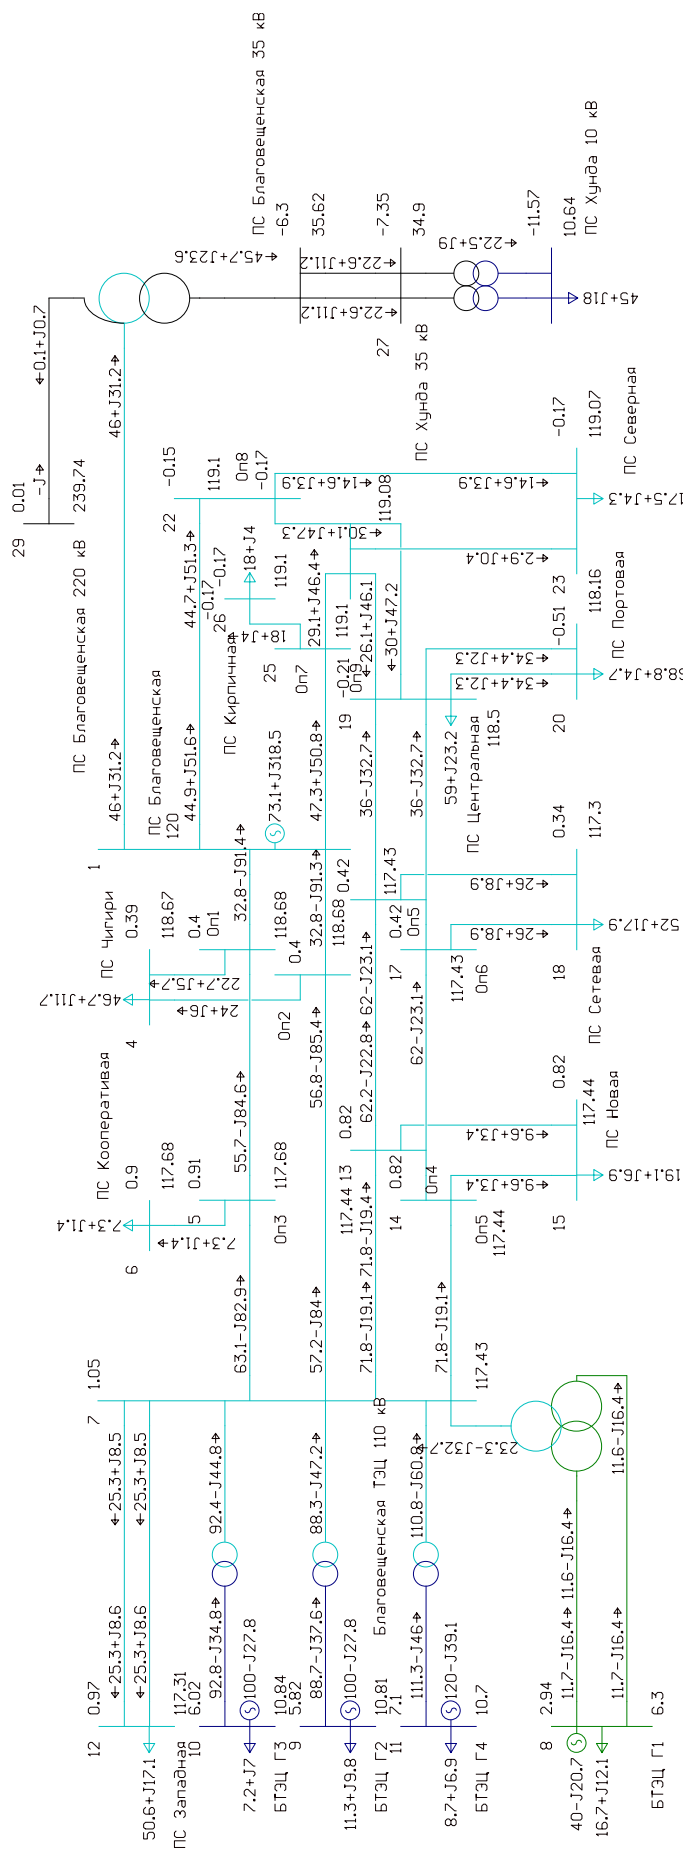 ПС Благовещенская 35 кВ
-6.3
35.62
-7.35
34.9
-11.57
10.64
ПС Хунда 10 кВ
45.7+J23.6
22.6+J11.2
22.6+J11.2
22.5+J9
45+J18
27
ПС Хунда 35 кВ
0.1+J0.7
-J
0.01
29
239.74
ПС Благовещенская 220 кВ
46+J31.2
46+J31.2
-0.15
22
119.1
Оп8
-0.17
14.6+J3.9
14.6+J3.9
-0.17
119.07
ПС Северная
17.5+J4.3
119.08
30.1+J47.3
2.9+J0.4
23
44.7+J51.3
44.9+J51.6
-0.17
26
-0.17
18+J4
119.1
ПС Кирпичная
18+J4
25
Оп7
29.1+J46.4
119.1
-0.21
Оп9
26.1+J46.1
30+J47.2
19
-0.51
118.16
ПС Портовая
34.4+J2.3
34.4+J2.3
68.8+J4.7
20
59+J23.2
118.5
ПС Центральная
ПС Благовещенская
120
1
73.1+J318.5
47.3+J50.8
36-J32.7
36-J32.7
32.8-J91.4
32.8-J91.3
0.42
117.43
0.42
Оп5
17
117.43
Оп6
26+J8.9
26+J8.9
0.34
117.3
18
52+J17.9
ПС Сетевая
ПС Чигири
0.39
118.67
0.4
Оп1
118.68
0.4
118.68
Оп2
46.7+J11.7
4
22.7+J5.7
24+J6
62-J23.1
62-J23.1
ПС Кооператива
0.9
117.68
0.91
117.68
5
Оп3
6
7.3+J1.4
7.3+J1.4
55.7-J84.6
56.8-J85.4
62.2-J22.8
0.82
13
117.44
0.82
Оп4
14
Оп5
117.44
9.6+J3.4
9.6+J3.4
0.82
117.44
ПС Новая
15
19.1+J6.9
63.1-J82.9
57.2-J84
71.8-J19.4
71.8-J19.1
71.8-J19.1
1.05
7
117.43
Благовещенская ТЭЦ 110 кВ
25.3+J8.5
25.3+J8.5
25.3+J8.6
25.3+J8.6
0.97
12
117.31
50.6+J17.1
ПС Западная
92.4-J44.8
92.8-J34.8
6.02
10
100-J27.8
7.2+J7
10.84
БТЭЦ Г3
88.3-J47.2
88.7-J37.6
5.82
9
100-J27.8
11.3+J9.8
10.81
БТЭЦ Г2
110.8-J60.8
111.3-J46
7.1
11
120-J39.1
8.7+J6.9
10.7
БТЭЦ Г4
23.3-J32.7
11.6-J16.4
11.6-J16.4
11.7-J16.4
11.7-J16.4
2.94
8
40-J20.7
16.7+J12.1
6.3
БТЭЦ Г1